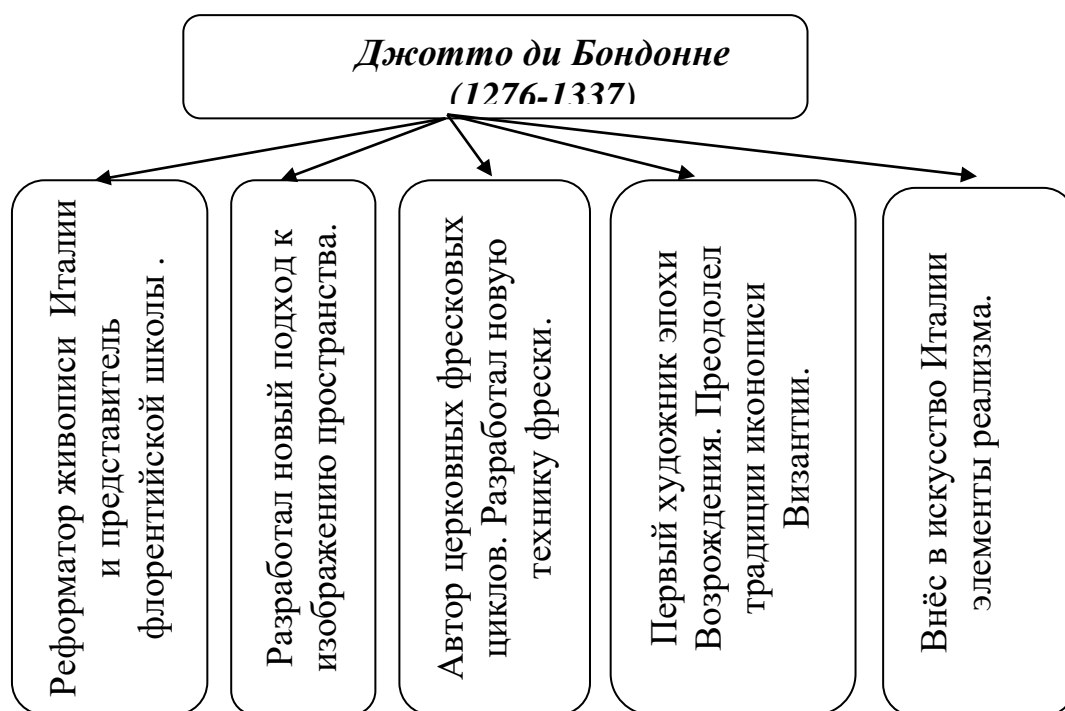 Джотто ди Бондонне
(1276-1337)
Реформатор живописи Италии
и представитель
флорентийской школы .
Разработал новый подход к
изображению пространства.
Автор церковных фресковых
циклов. Разработал новую
технику фрески.
Первый художник эпохи
Возрождения. Преодолел
традиции иконописи
Византии.
Внёс в искусство Италии
элементы реализма.